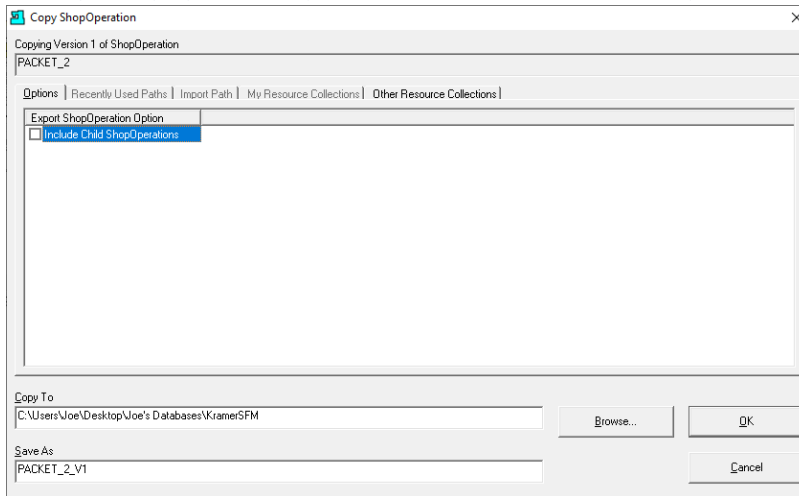 Copy ShopOperation
Copying Version 1 of ShopOperation
PACKET_2
Options Recently Used Paths Import Path My Resource Collections Other Resource Collections
Export ShopOperation Option
Include Child ShopOperations
Copy To
C:\Users\Joe\Desktop\Joe's Databases\KramerSFM
Browse... OK
Save As
PACKET_2_V1
Cancel